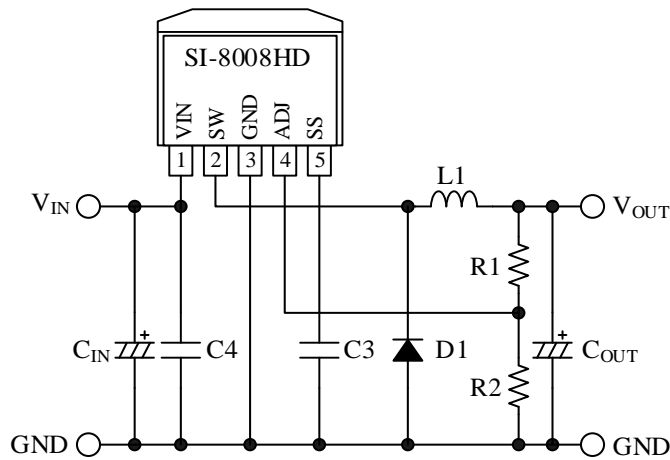 SI-8008HD
VIN
SW
GND
ADJ
SS
1
2
3
4
5
L1
VIN
VOUT
R1
CIN
+
C4
C3
D1
+
COUT
R2
GND
GND